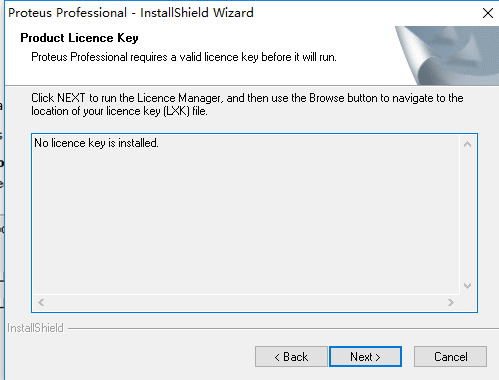 Proteus Professional - InstallShield Wizard
Product Licence Key
Proteus Professional requires a valid licence key before it will run.
Click NEXT to run the Licence Manager, and then use the Browse button to navigate to the
location of your licence key (LXK) file.
No licence key is installed.
InstallShield
< Back
Next >
Cancel